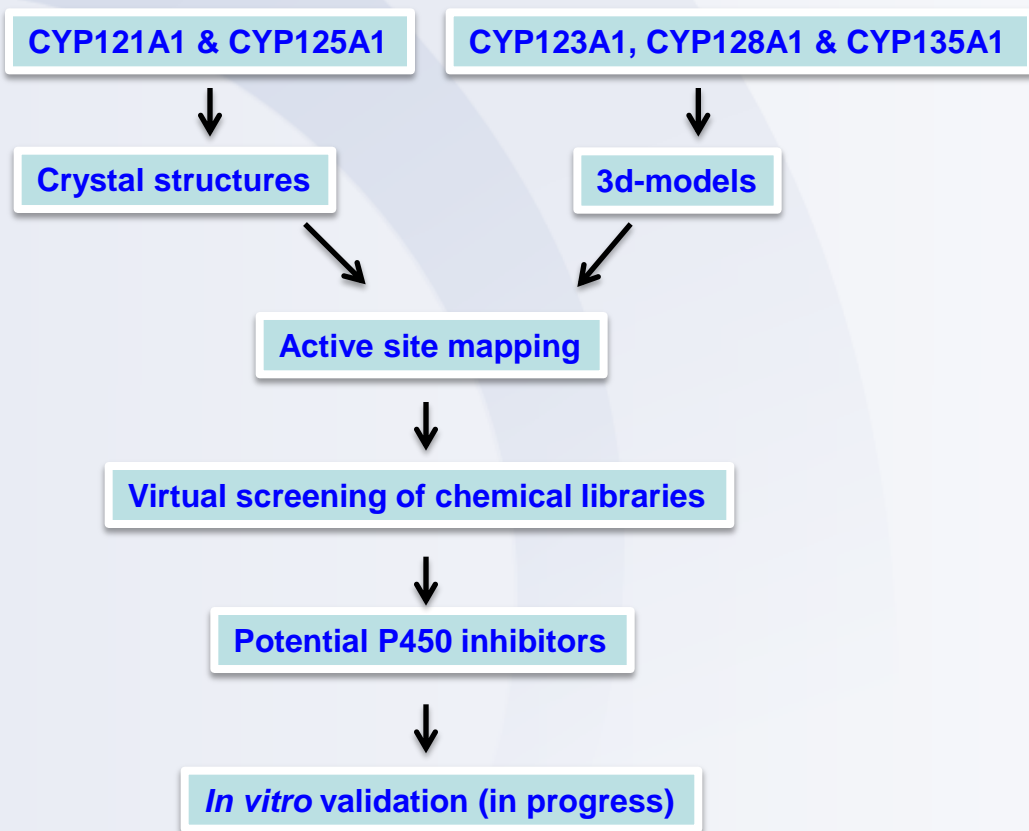 CYP121A1 & CYP125A1
CYP123A1, CYP128A1 & CYP135A1
Crystal structures
3d-models
Active site mapping
Virtual screening of chemical libraries
Potential P450 inhibitors
In vitro validation (in progress)